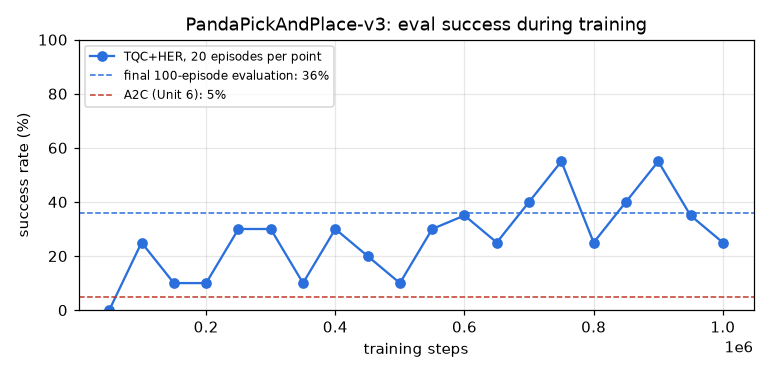 PandaPickAndPlace-v3: eval success during training
TQC+HER, 20 episodes per point
final 100-episode evaluation: 36%
A2C (Unit 6): 5%
success rate (%)
100
80
60
40
20
0
0.2 0.4 0.6 0.8 1.0
1e6
training steps